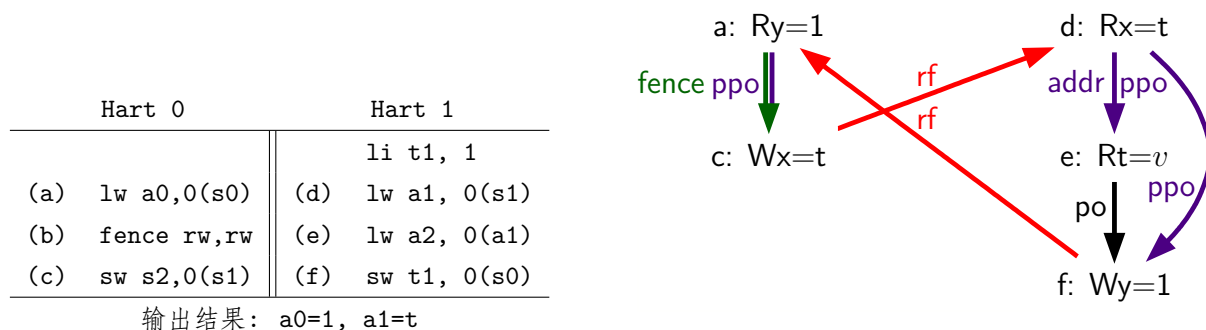 Hart 0 Hart 1
li t1, 1
(a) lw a0,0(s0) (d) lw a1, 0(s1)
(b) fence rw,rw (e) lw a2, 0(a1)
(c) sw s2,0(s1) (f) sw t1, 0(s0)
输出结果: a0=1, a1=t
a: Ry=1 d: Rx=t
fence ppo rf addr ppo
rf
c: Wx=t e: Rt=v
po ppo
f: Wy=1